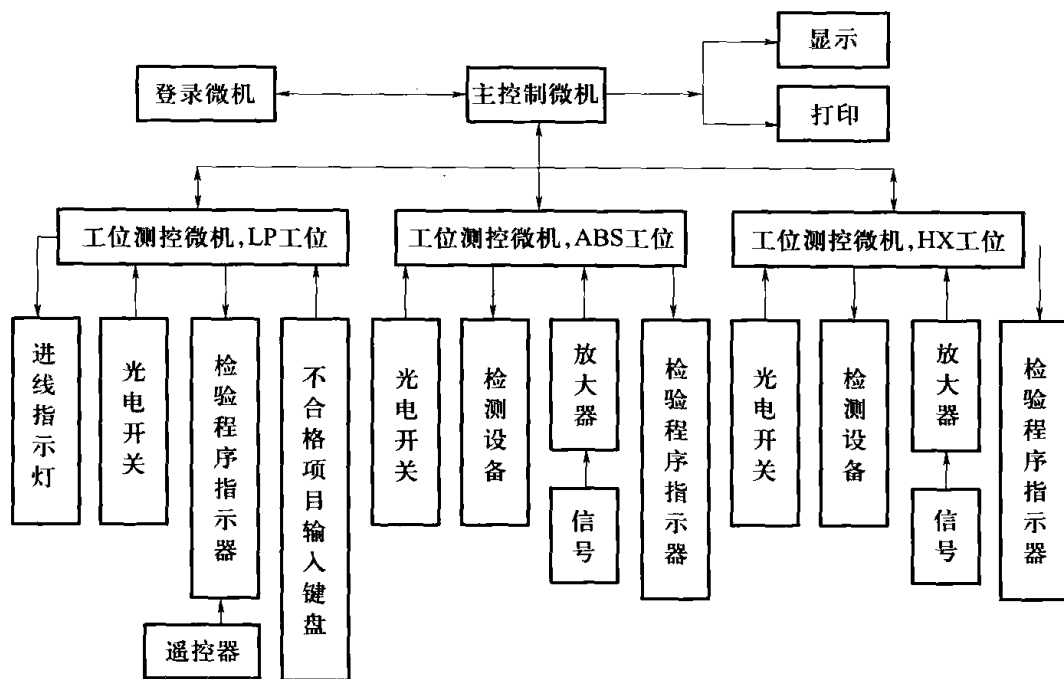 显示
登录微机
主控制微机
打印
工位测控微机,LP工位
工位测控微机,ABS工位
工位测控微机,HX工位
进线指示灯
光电开关
检验程序指示器
不合格项目输入键盘
光电开关
检测设备
放大器
检验程序指示器
光电开关
检测设备
放大器
检验程序指示器
信号
信号
遥控器